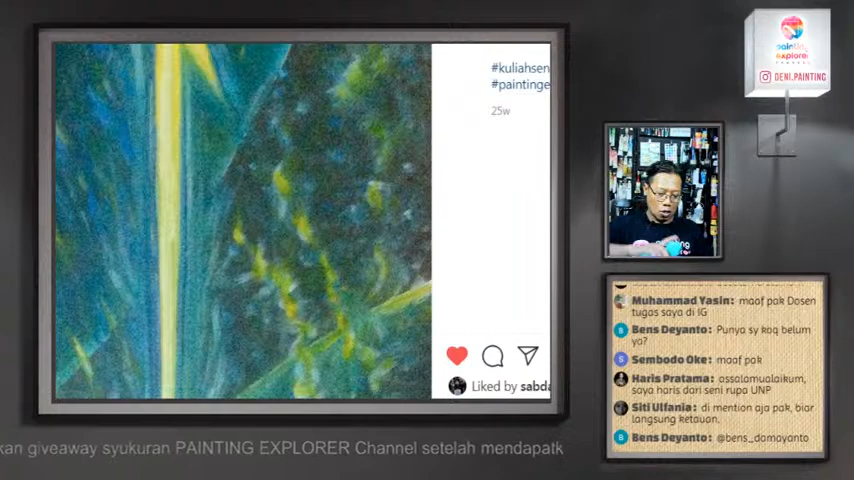 painting
explorer
CHANNEL
DENI.PAINTING
#kuliahsen
#paintinge
25w
Liked by sabda
Muhammad Yasin: maof pak Dosen
tugas saya di IG
Bens Deyanto: Punya sy koq belum
ya?
Sembodo Oke: maaf pak
Haris Pratama: assalamualaikum,
saya haris dari seni rupa UNP
Siti Ulfania: di mention aja pak, biar
langsung ketauan,
Bens Deyanto: @bens_damayanto
kan giveaway syukuran PAINTING EXPLORER Channel setelah mendapatk